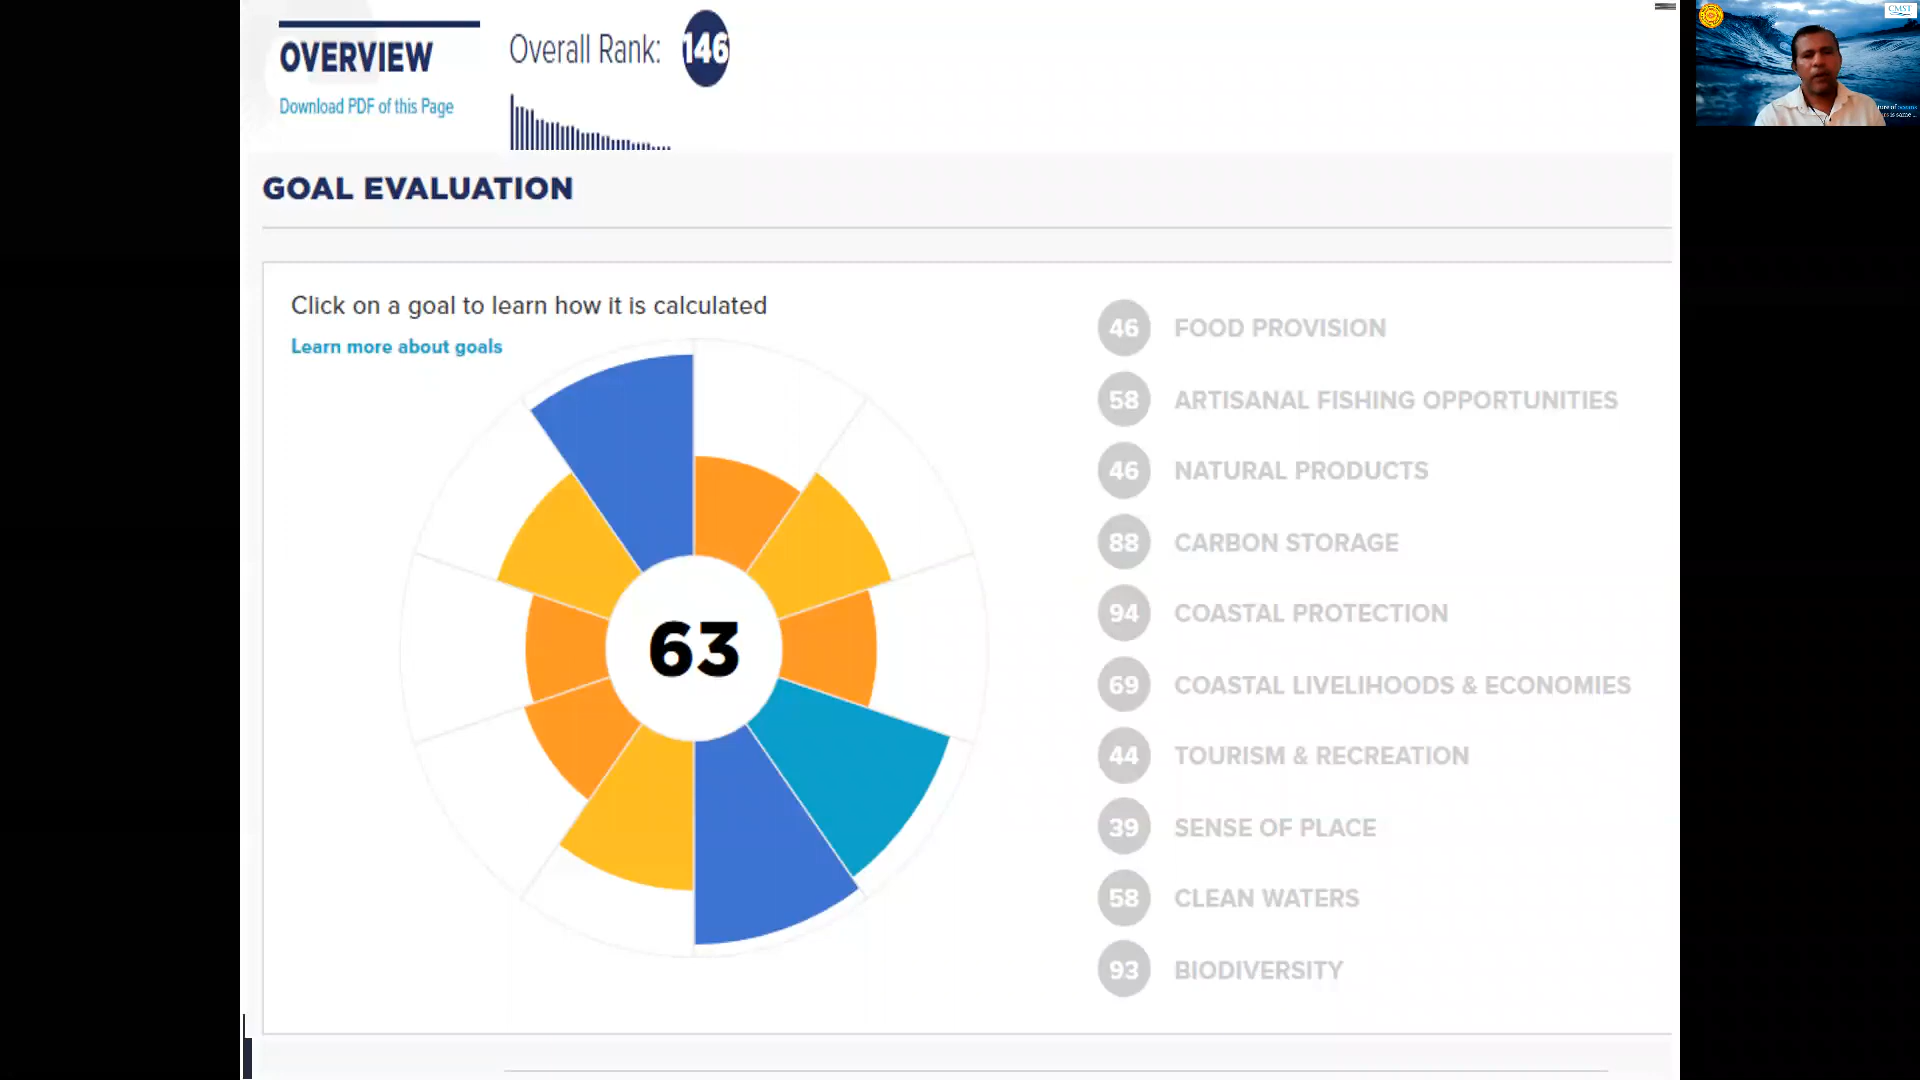 OVERVIEW
Download PDF of this Page
Overall Rank: 146
GOAL EVALUATION
Click on a goal to learn how it is calculated
Learn more about goals
63
46 FOOD PROVISION
58 ARTISANAL FISHING OPPORTUNITIES
46 NATURAL PRODUCTS
88 CARBON STORAGE
94 COASTAL PROTECTION
69 COASTAL LIVELIHOODS & ECONOMIES
44 TOURISM & RECREATION
39 SENSE OF PLACE
58 CLEAN WATERS
93 BIODIVERSITY
CMST